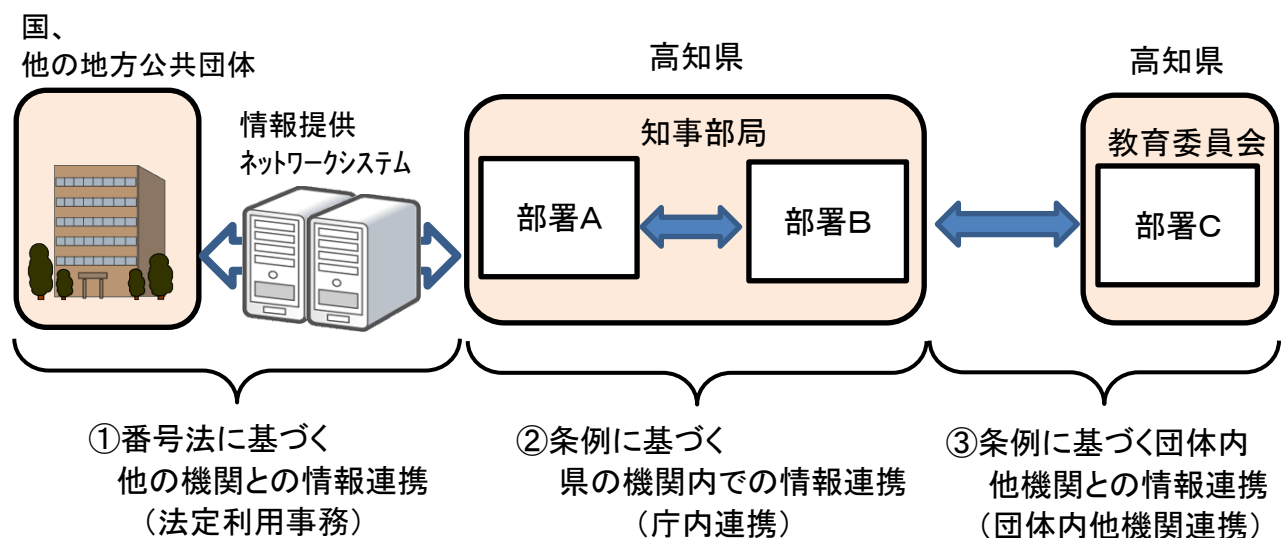 国、
他の地方公共団体
情報提供
ネットワークシステム
高知県
知事部局
部署A
部署B
高知県
教育委員会
部署C
①番号法に基づく
他の機関との情報連携
（法定利用事務）
②条例に基づく
県の機関内での情報連携
（庁内連携）
③条例に基づく団体内
他機関との情報連携
（団体内他機関連携）